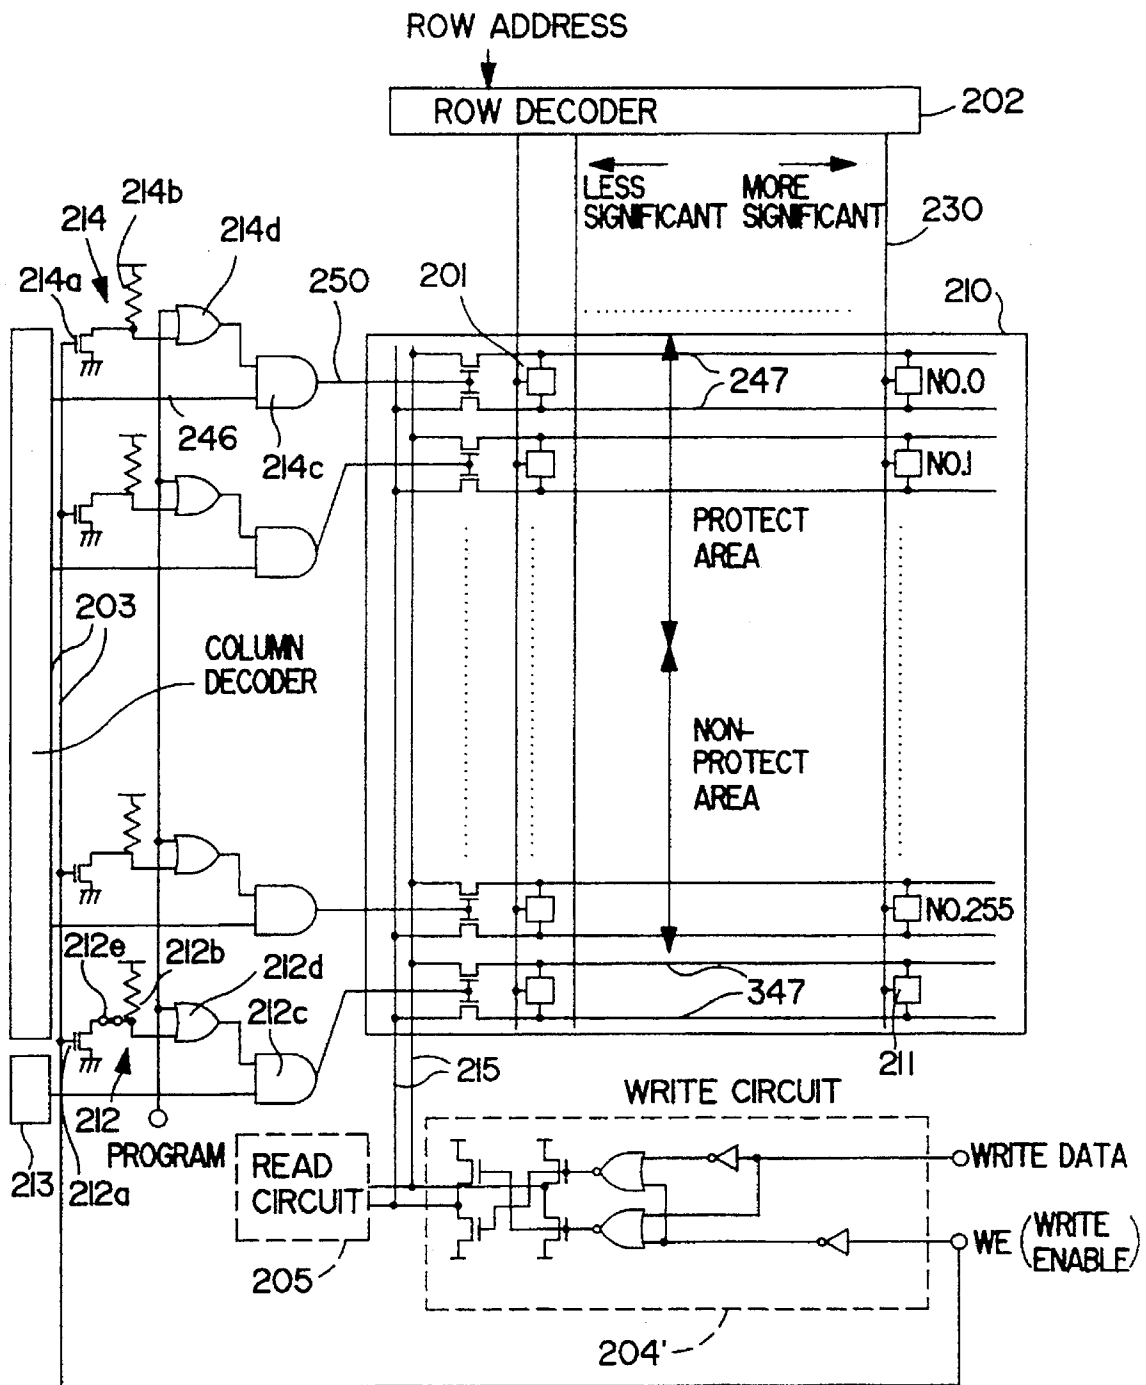 ROW ADDRESS
ROW DECODER
202
LESS
SIGNIFICANT
MORE
SIGNIFICANT
230
214b
214
214d
214a
250
201
210
247
NO.0
246
214c
NO.1
PROTECT
AREA
203
COLUMN
DECODER
NON-
PROTECT
AREA
NO.255
212e
212b
212d
212c
347
211
215
212
213
212a
PROGRAM
READ
CIRCUIT
205
WRITE CIRCUIT
WRITE DATA
WE (WRITE
ENABLE)
204'